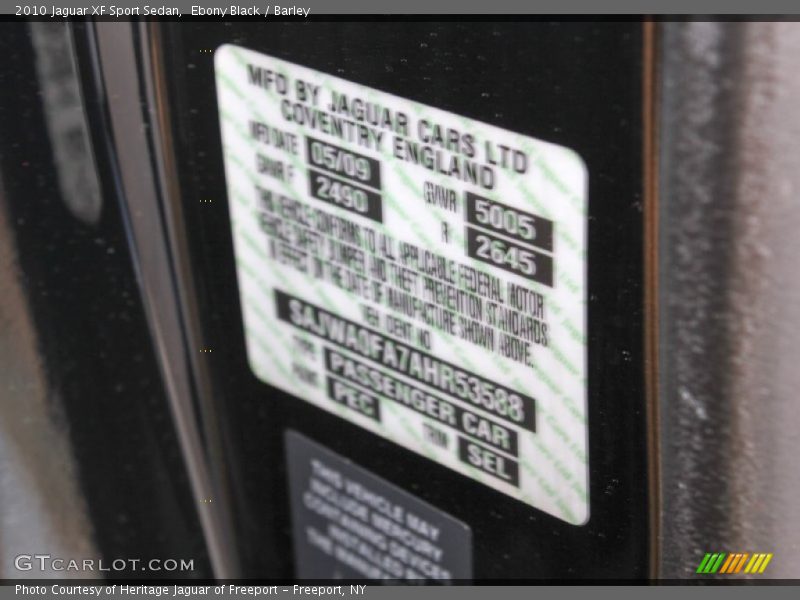 2010 Jaguar XF Sport Sedan, Ebony Black / Barley
MFD BY JAGUAR CARS LTD
COVENTRY ENGLAND
MFD DATE 05/09 GVWR 5005
GAWR F 2490 R 2645
THIS VEHICLE CONFORMS TO ALL APPLICABLE FEDERAL MOTOR
VEHICLE SAFETY BUMPER AND THEFT PREVENTION STANDARDS
IN EFFECT ON THE DATE OF MANUFACTURE SHOWN ABOVE.
VEH. IDENT NO
SAJWA0FA7AHR53588
TYPE PASSENGER CAR
PAINT PEC TRIM SEL
THIS VEHICLE MAY
INCLUDE MERCURY
CONTAINING DEVICES
INSTALLED BY
THE
GTCARLOT.COM
Photo Courtesy of Heritage Jaguar of Freeport - Freeport, NY